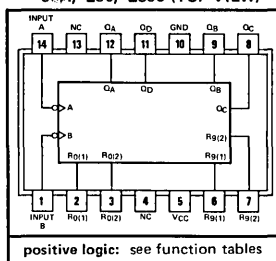 INPUT
A NC QA QD GND QB QC
14 13 12 11 10 9 8
QA QD QB
A QC
B R9(2)
R0(1) R0(2) R9(1)
1 2 3 4 5 6 7
INPUT
B R0(1) R0(2) NC VCC R9(1) R9(2)
positive logic: see function tables